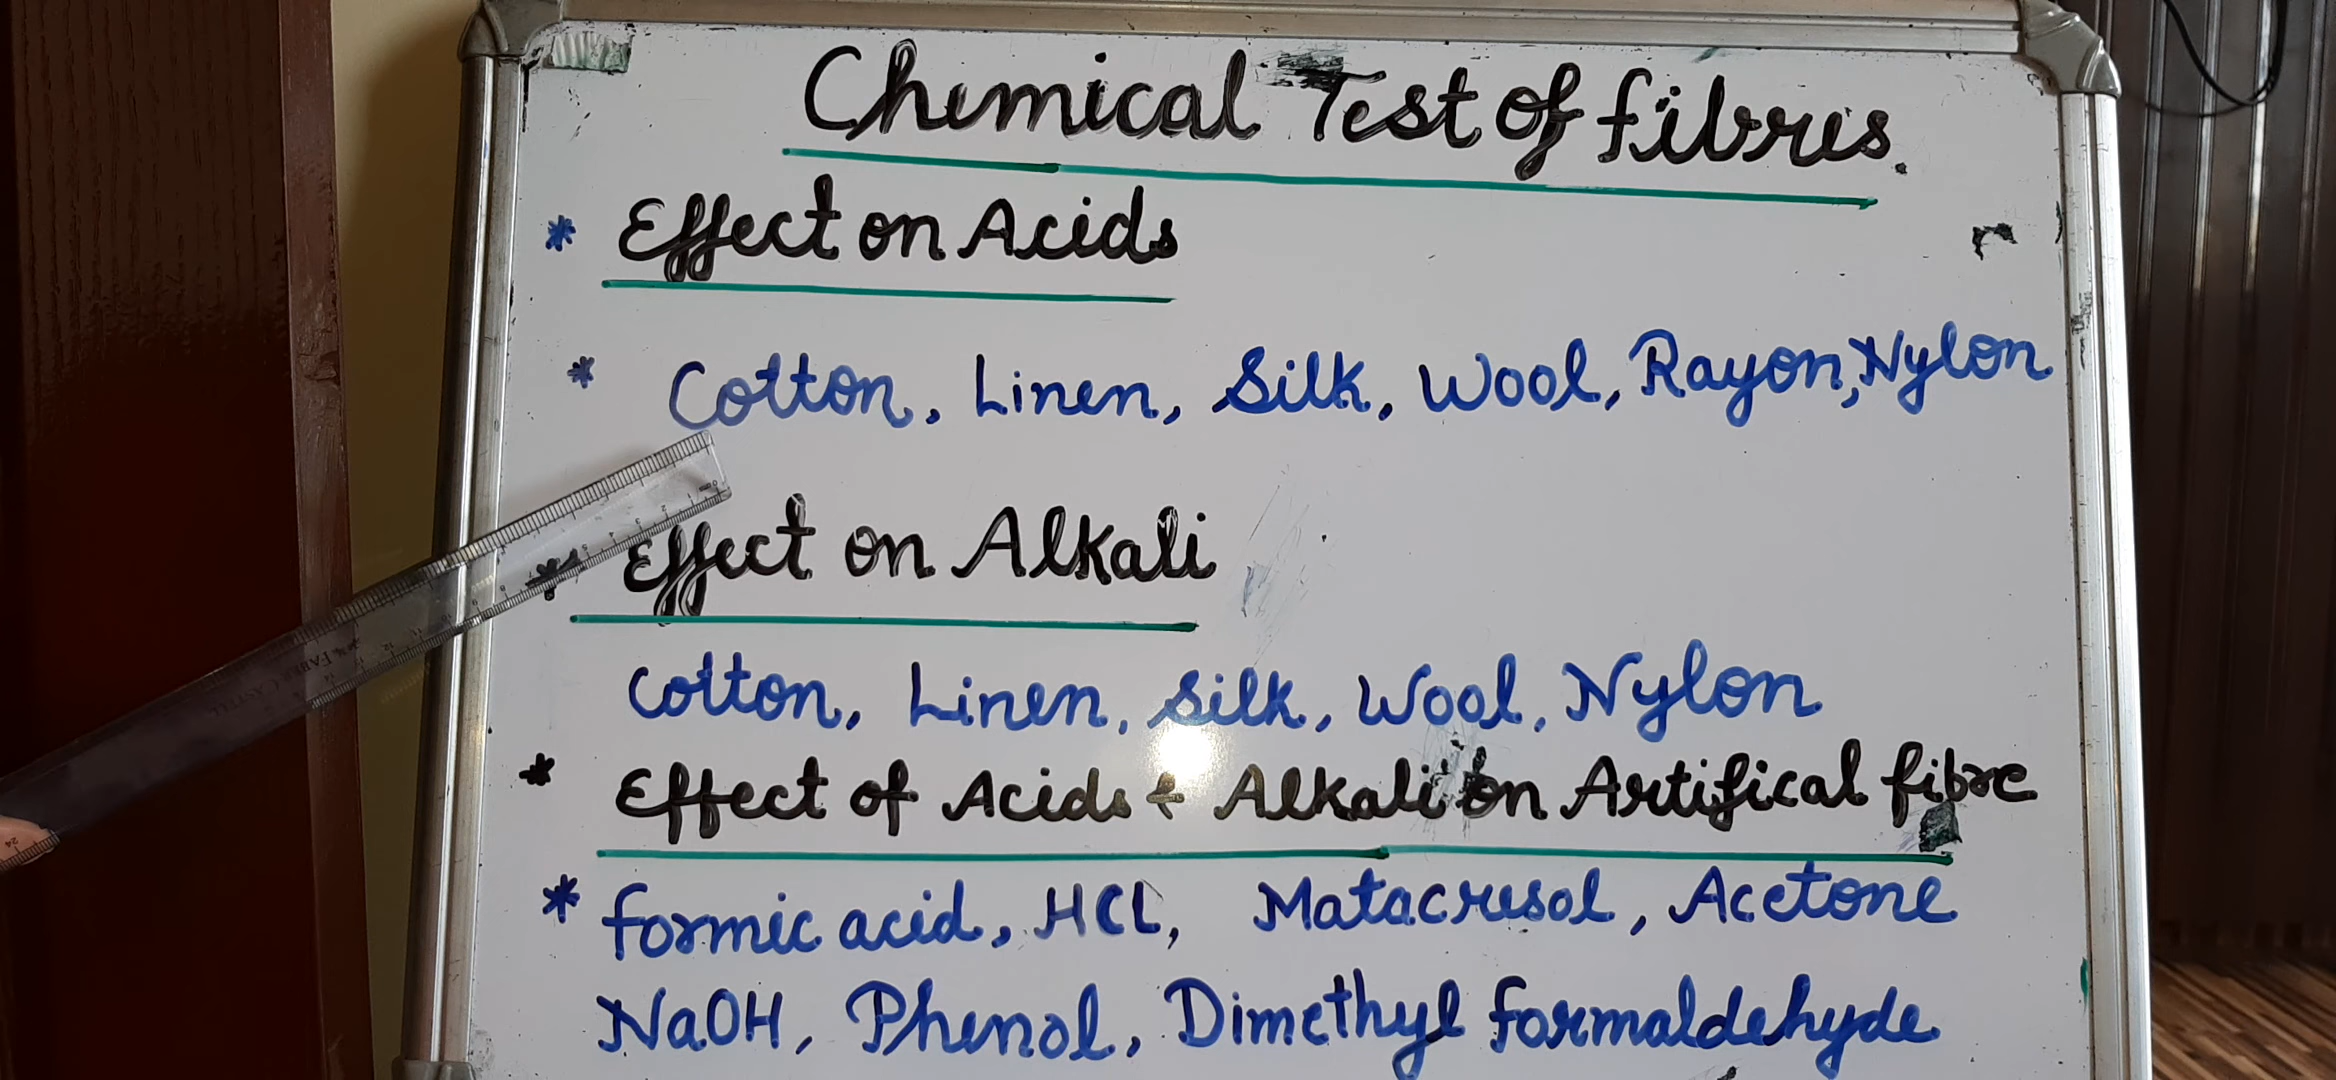 Chemical Test of fibres.
* Effect on Acids
* Cotton, Linen, Silk, Wool, Rayon, Nylon
* Effect on Alkali
Cotton, Linen, Silk, Wool, Nylon
* Effect of Acids & Alkali on Artifical fibre
* formic acid, HCL, Matacresol, Acetone
NaOH, Phenol, Dimethyl formaldehyde